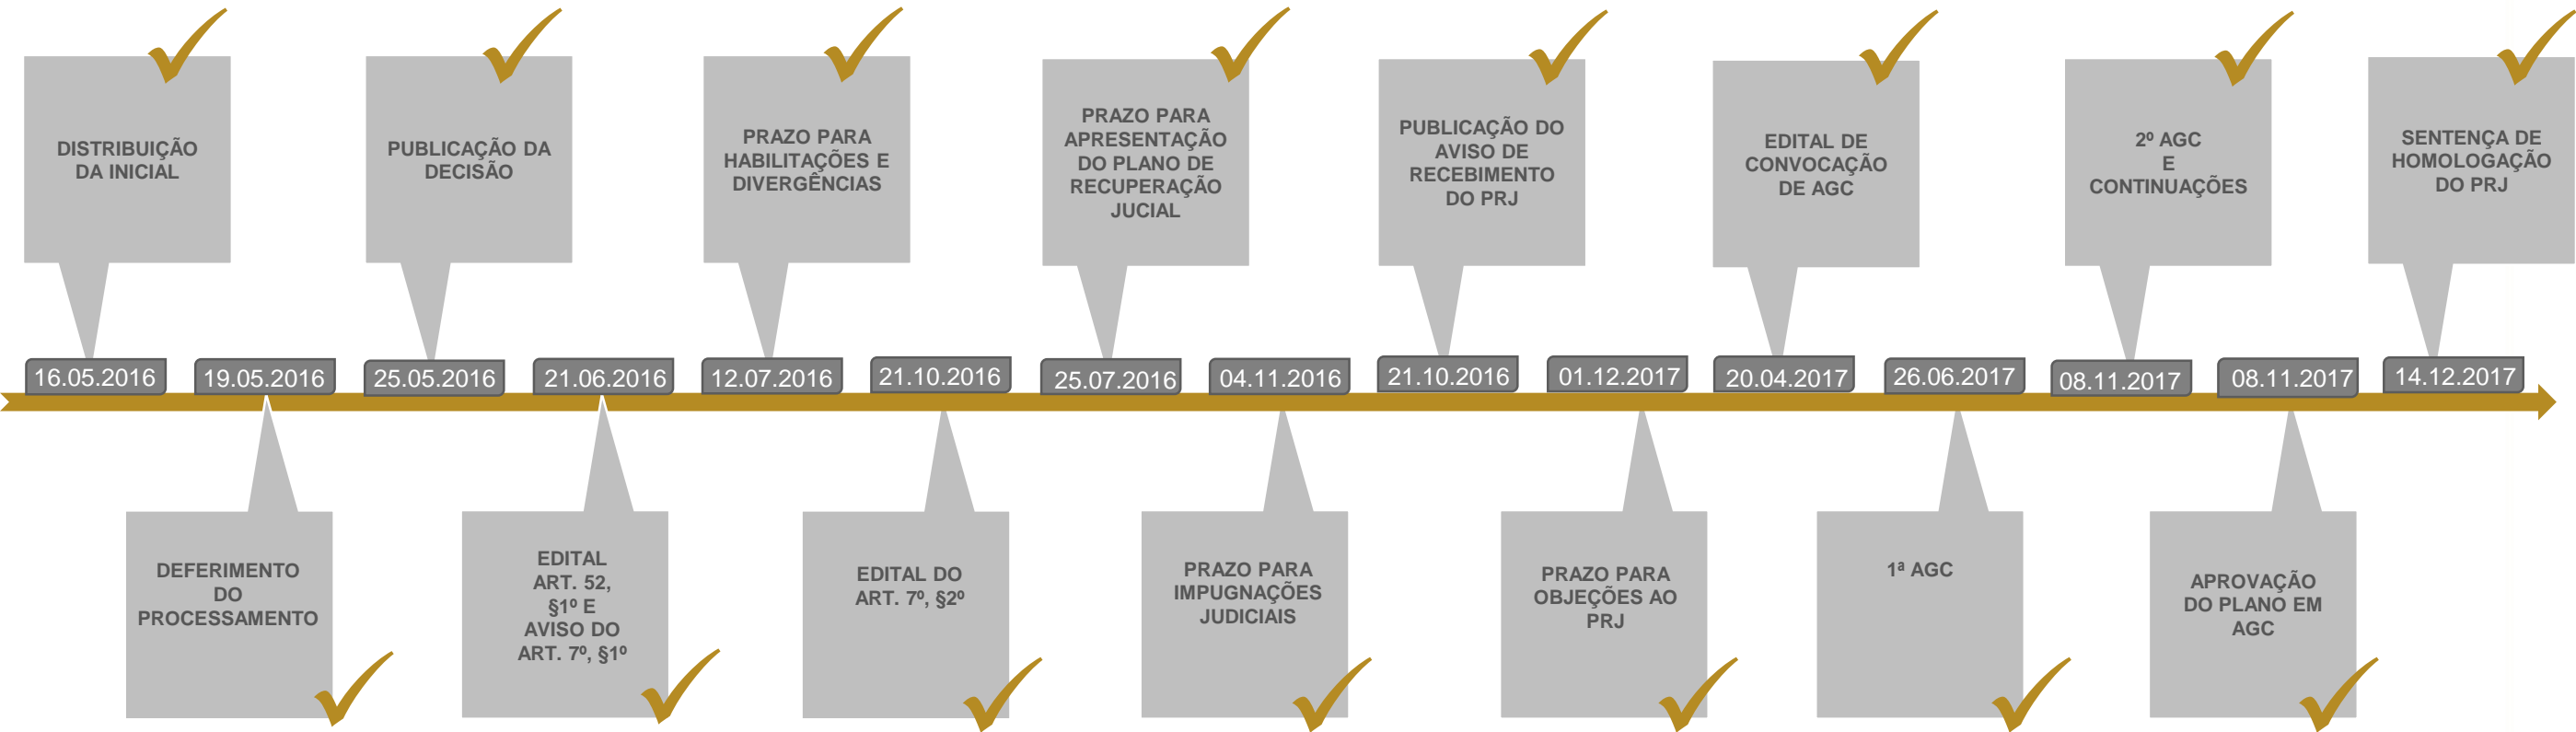 DISTRIBUIÇÃO
DA INICIAL
PUBLICAÇÃO DA
DECISÃO
PRAZO PARA
HABILITAÇÕES E
DIVERGÊNCIAS
PRAZO PARA
APRESENTAÇÃO
DO PLANO DE
RECUPERAÇÃO
JUCIAL
PUBLICAÇÃO DO
AVISO DE
RECEBIMENTO
DO PRJ
EDITAL DE
CONVOCAÇÃO
DE AGC
2º AGC
E
CONTINUAÇÕES
SENTENÇA DE
HOMOLOGAÇÃO
DO PRJ
16.05.2016
19.05.2016
25.05.2016
21.06.2016
12.07.2016
21.10.2016
25.07.2016
04.11.2016
21.10.2016
01.12.2017
20.04.2017
26.06.2017
08.11.2017
08.11.2017
14.12.2017
DEFERIMENTO
DO
PROCESSAMENTO
EDITAL
ART. 52,
§1º E
AVISO DO
ART. 7º, §1º
EDITAL DO
ART. 7º, §2º
PRAZO PARA
IMPUGNAÇÕES
JUDICIAIS
PRAZO PARA
OBJEÇÕES AO
PRJ
1ª AGC
APROVAÇÃO
DO PLANO EM
AGC